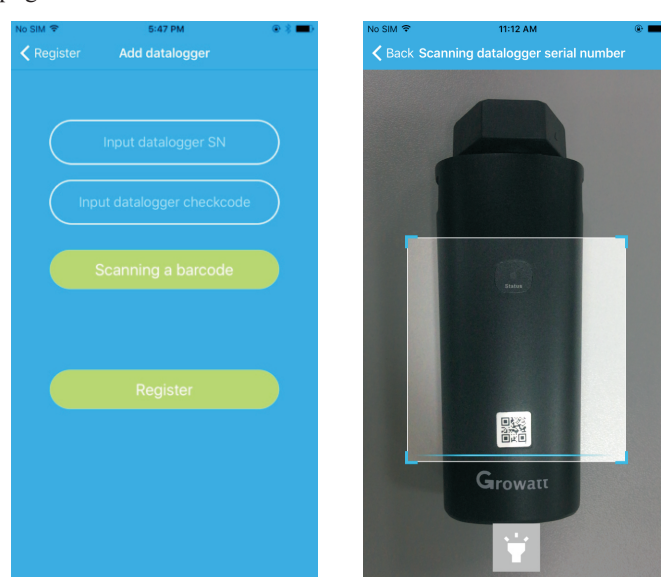 No SIM 5:47 PM
Register Add datalogger
Input datalogger SN
Input datalogger checkcode
Scanning a barcode
Register
No SIM 11:12 AM
Back Scanning datalogger serial number
Status
Growatt